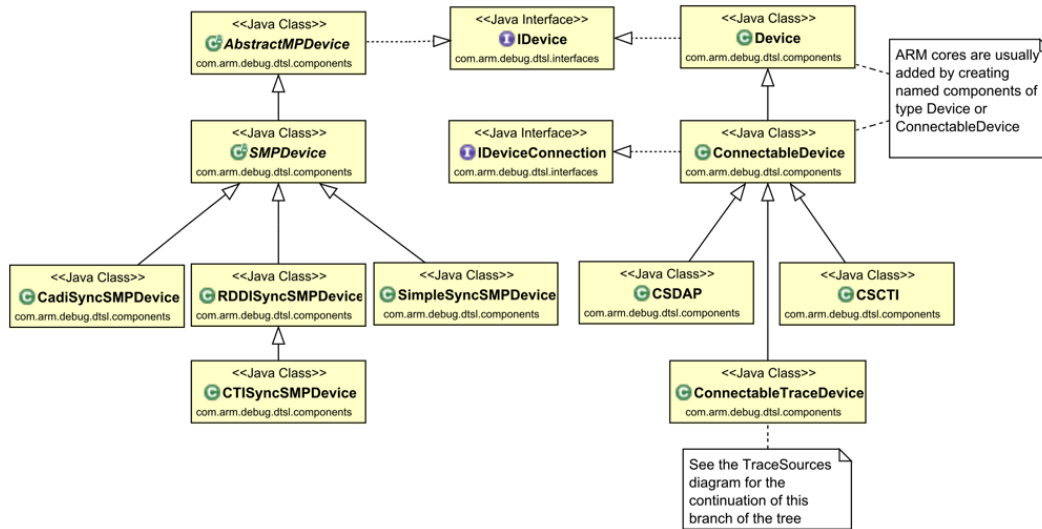 <<Java Class>>
AbstractMPDevice
com.arm.debug.dtsl.components
<<Java Interface>>
IDevice
com.arm.debug.dtsl.interfaces
<<Java Class>>
Device
com.arm.debug.dtsl.components
ARM cores are usually
added by creating
named components of
type Device or
ConnectableDevice
<<Java Class>>
SMPDevice
com.arm.debug.dtsl.components
<<Java Interface>>
IDeviceConnection
com.arm.debug.dtsl.interfaces
<<Java Class>>
ConnectableDevice
com.arm.debug.dtsl.components
<<Java Class>>
CadiSyncSMPDevice
com.arm.debug.dtsl.components
<<Java Class>>
RDDISyncSMPDevice
com.arm.debug.dtsl.components
<<Java Class>>
SimpleSyncSMPDevice
com.arm.debug.dtsl.components
<<Java Class>>
CSDAP
com.arm.debug.dtsl.components
<<Java Class>>
CSCTI
com.arm.debug.dtsl.components
<<Java Class>>
CTISyncSMPDevice
com.arm.debug.dtsl.components
<<Java Class>>
ConnectableTraceDevice
com.arm.debug.dtsl.components
See the TraceSources
diagram for the
continuation of this
branch of the tree